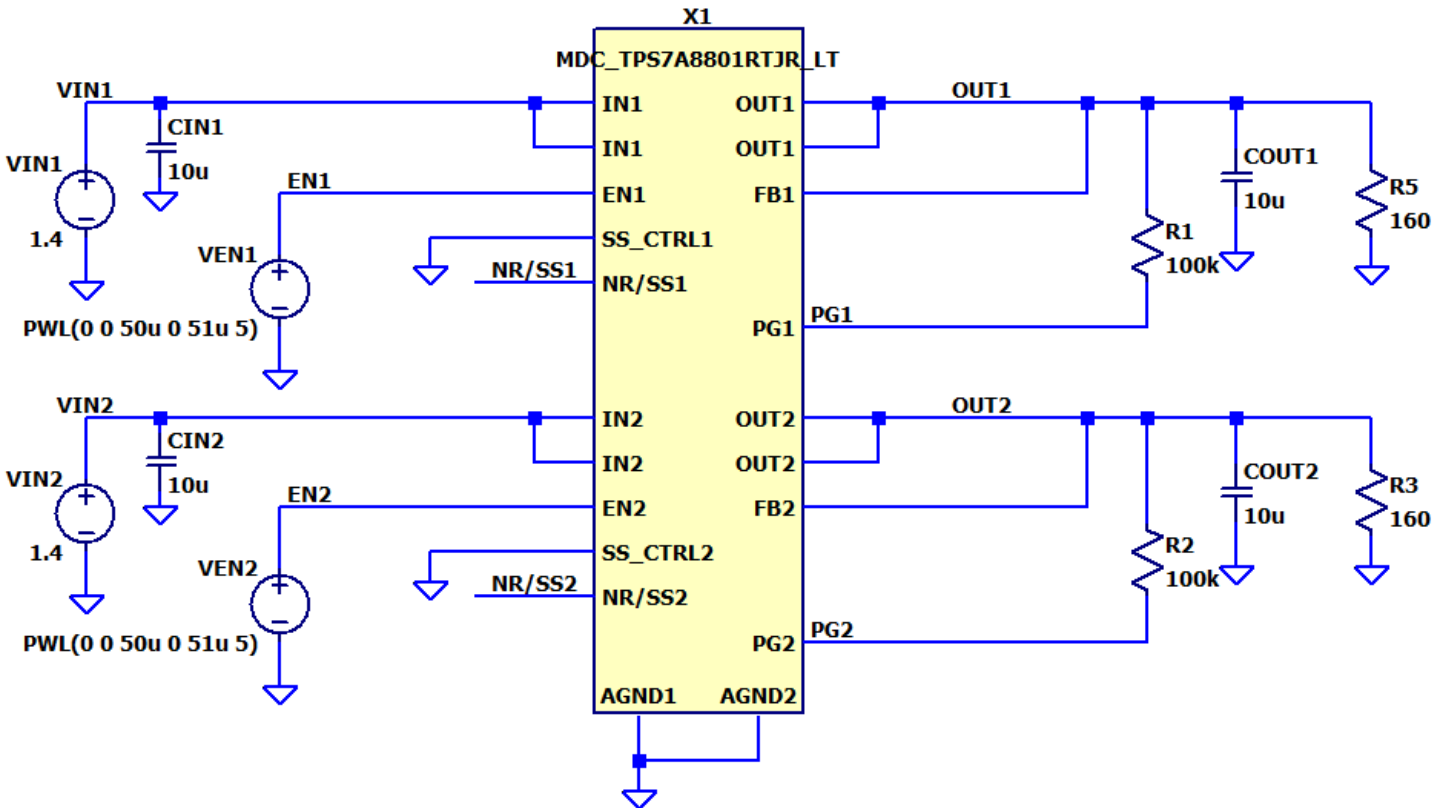 X1
MDC_TPS7A8801RTJR_LT
VIN1
CIN1
10u
VIN1
1.4
EN1
VEN1
PWL(0 0 50u 0 51u 5)
NR/SS1
IN1
IN1
EN1
SS_CTRL1
NR/SS1
OUT1
OUT1
FB1
PG1
OUT1
PG1
R1
100k
COUT1
10u
R5
160
VIN2
CIN2
10u
VIN2
1.4
EN2
VEN2
PWL(0 0 50u 0 51u 5)
NR/SS2
IN2
IN2
EN2
SS_CTRL2
NR/SS2
OUT2
OUT2
FB2
PG2
AGND1 AGND2
OUT2
PG2
R2
100k
COUT2
10u
R3
160